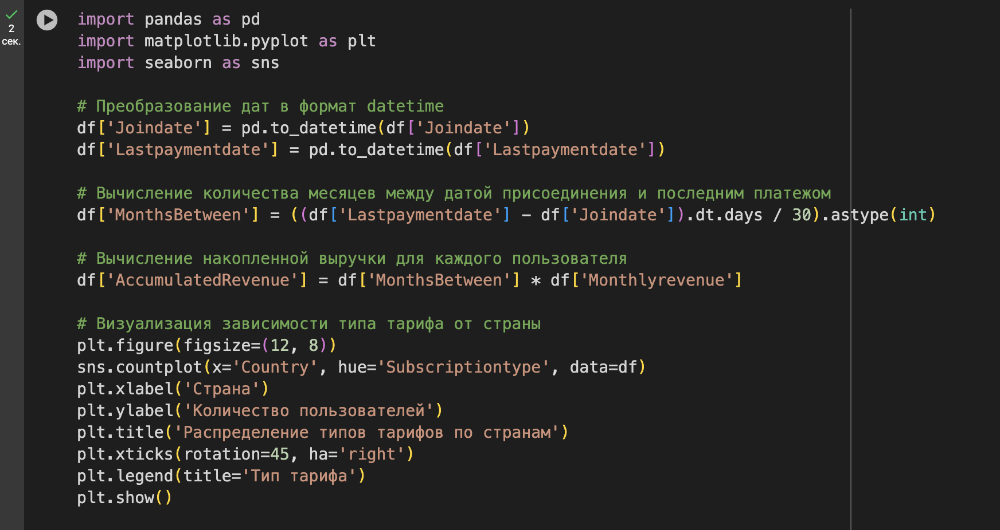 2
сек.
import pandas as pd
import matplotlib.pyplot as plt
import seaborn as sns
# Преобразование дат в формат datetime
df['Joindate'] = pd.to_datetime(df['Joindate'])
df['Lastpaymentdate'] = pd.to_datetime(df['Lastpaymentdate'])
# Вычисление количества месяцев между датой присоединения и последним платежом
df['MonthsBetween'] = ((df['Lastpaymentdate'] - df['Joindate']).dt.days / 30).astype(int)
# Вычисление накопленной выручки для каждого пользователя
df['AccumulatedRevenue'] = df['MonthsBetween'] * df['Monthlyrevenue']
# Визуализация зависимости типа тарифа от страны
plt.figure(figsize=(12, 8))
sns.countplot(x='Country', hue='Subscriptiontype', data=df)
plt.xlabel('Страна')
plt.ylabel('Количество пользователей')
plt.title('Распределение типов тарифов по странам')
plt.xticks(rotation=45, ha='right')
plt.legend(title='Тип тарифа')
plt.show()